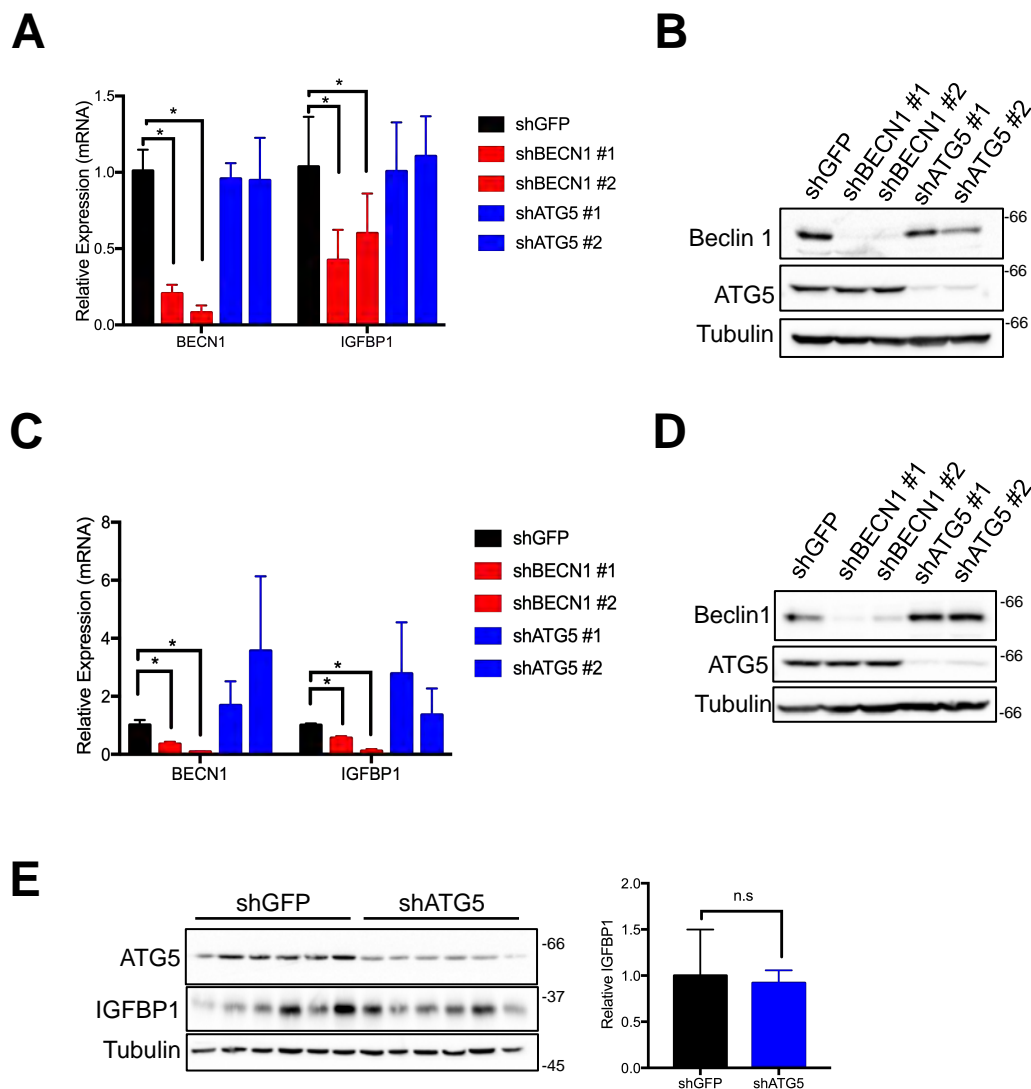 A
Relative Expression (mRNA)
1.5
1.0
0.5
0.0
*
*
*
*
BECN1
IGFBP1
shGFP
shBECN1 #1
shBECN1 #2
shATG5 #1
shATG5 #2
B
shGFP
shBECN1 #1
shBECN1 #2
shATG5 #1
shATG5 #2
Beclin 1
-66
ATG5
-66
Tubulin
C
Relative Expression (mRNA)
8
6
4
2
0
*
*
*
*
BECN1
IGFBP1
shGFP
shBECN1 #1
shBECN1 #2
shATG5 #1
shATG5 #2
D
shGFP
shBECN1 #1
shBECN1 #2
shATG5 #1
shATG5 #2
Beclin1
-66
ATG5
-66
Tubulin
E
shGFP
shATG5
ATG5
-66
IGFBP1
-37
Tubulin
-45
Relative IGFBP1
2.0
1.5
1.0
0.5
0.0
n.s
shGFP
shATG5